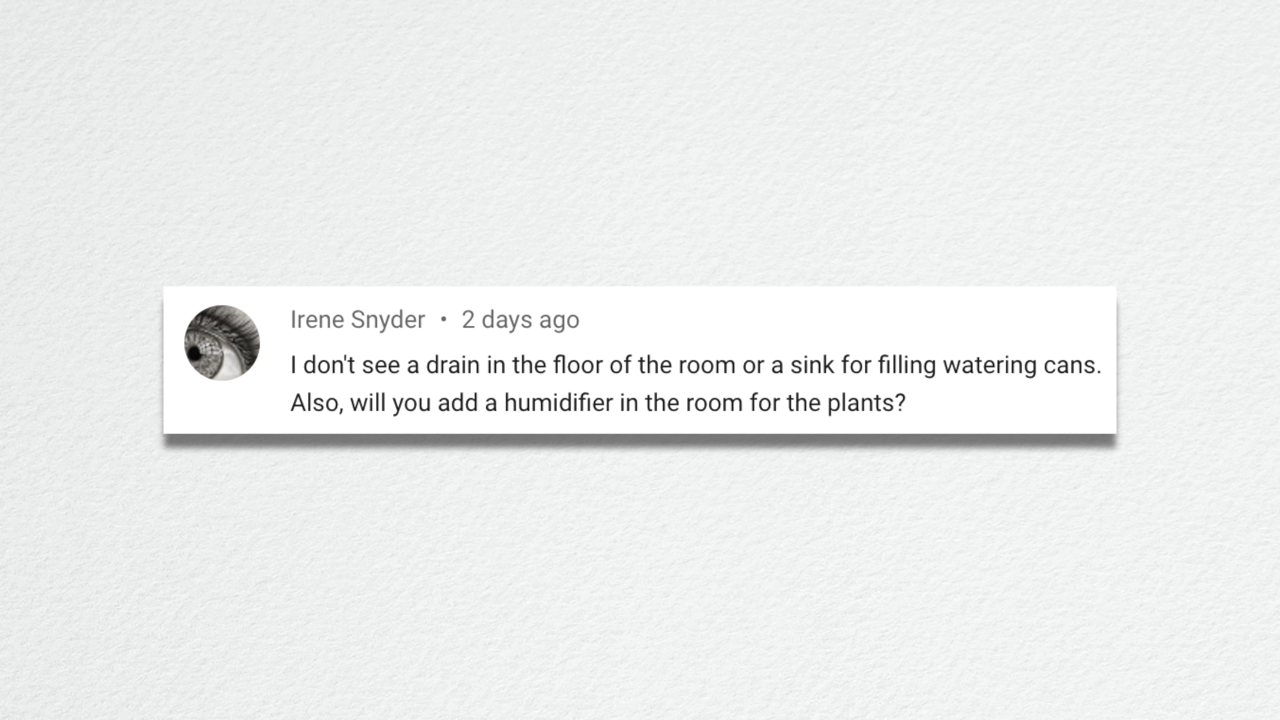 Irene Snyder • 2 days ago
I don't see a drain in the floor of the room or a sink for filling watering cans.
Also, will you add a humidifier in the room for the plants?